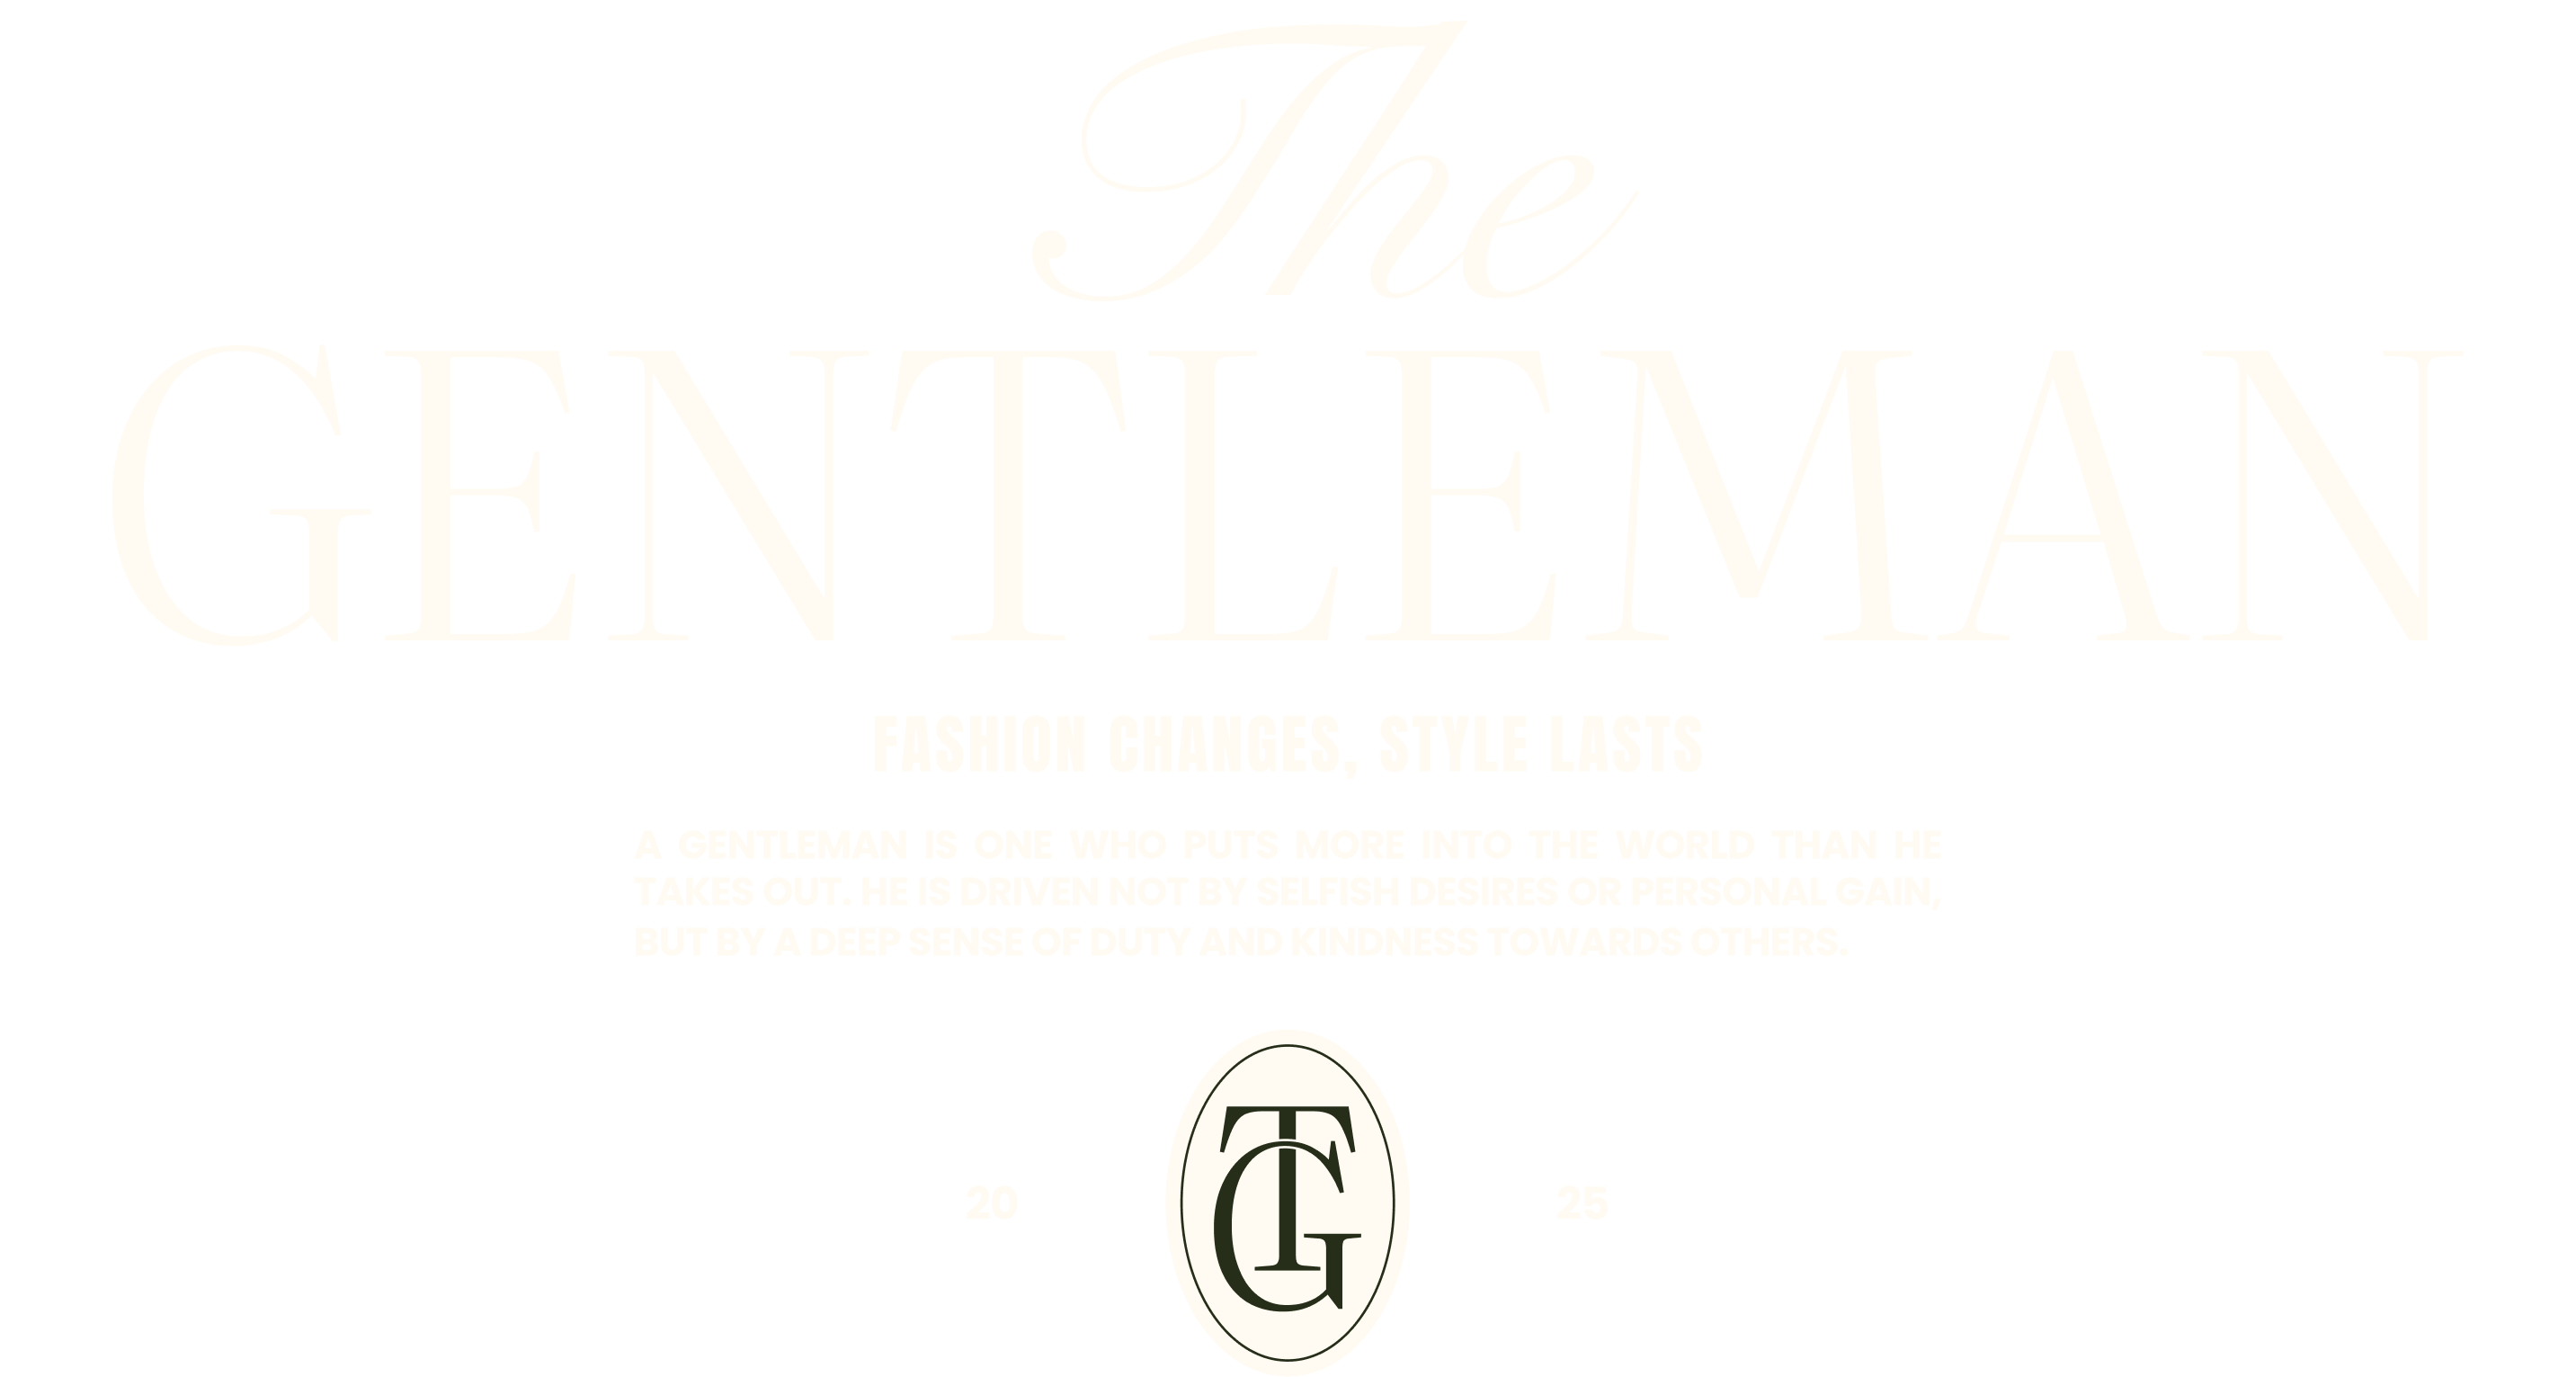 The
GENTLEMAN
FASHION CHANGES, STYLE LASTS
A GENTLEMAN IS ONE WHO PUTS MORE INTO THE WORLD THAN HE
TAKES OUT. HE IS DRIVEN NOT BY SELFISH DESIRES OR PERSONAL GAIN,
BUT BY A DEEP SENSE OF DUTY AND KINDNESS TOWARDS OTHERS.
20 TG 25